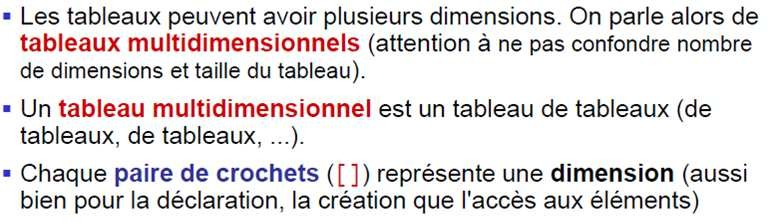 ▪ Les tableaux peuvent avoir plusieurs dimensions. On parle alors de
tableaux multidimensionnels (attention à ne pas confondre nombre
de dimensions et taille du tableau).
▪ Un tableau multidimensionnel est un tableau de tableaux (de
tableaux, de tableaux, ...).
▪ Chaque paire de crochets ([]) représente une dimension (aussi
bien pour la déclaration, la création que l'accès aux éléments)